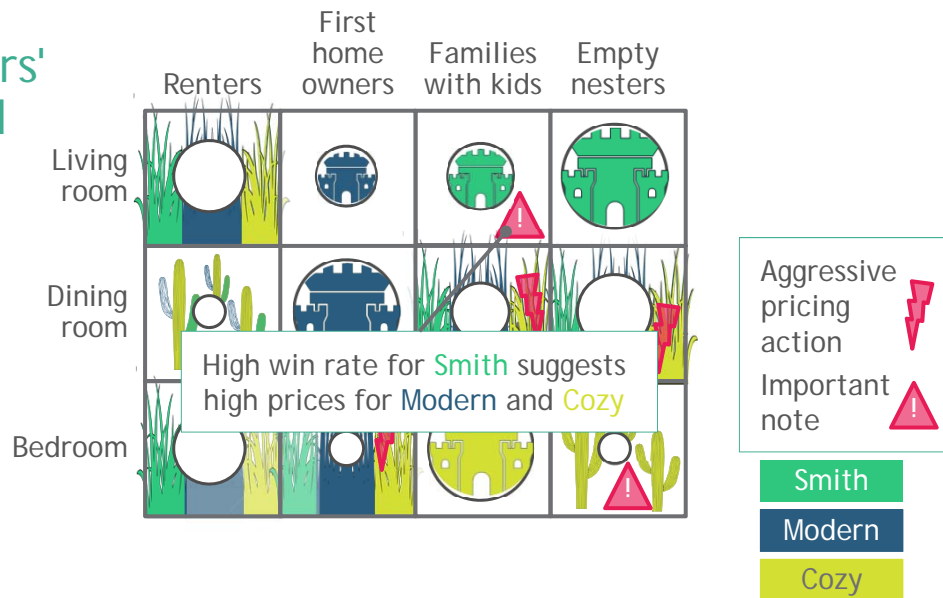 rs'
First
home
owners
Families
with kids
Empty
nesters
Renters
Living
room
!
Dining
room
High win rate for Smith suggests
high prices for Modern and Cozy
Bedroom
!
Aggressive
pricing
action
Important
note
!
Smith
Modern
Cozy